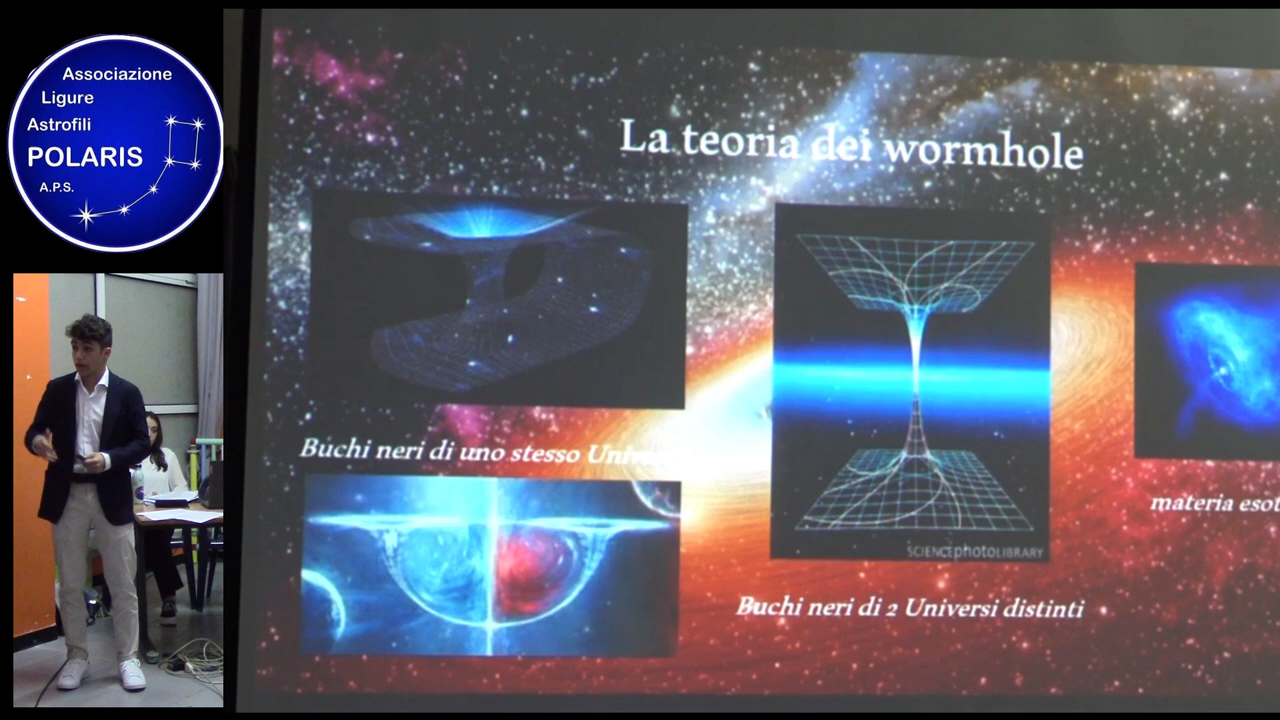 Associazione
Ligure
Astrofili
POLARIS
A.P.S.
La teoria dei wormhole
Buchi neri di uno stesso
SCIENCEphotoLIBRARY
materia
Buchi neri di 2 Universi distinti